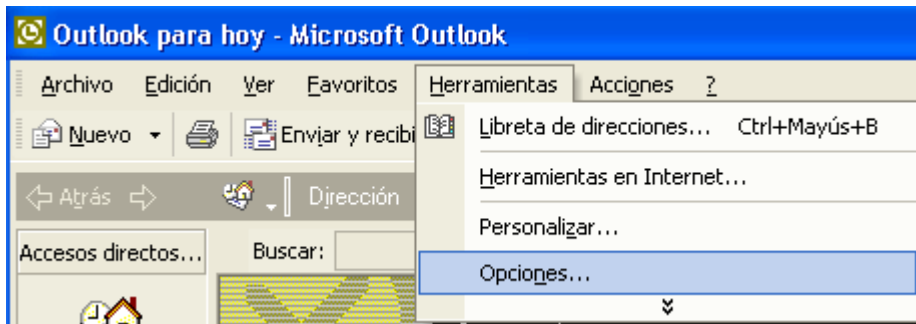 Outlook para hoy - Microsoft Outlook
Archivo Edición Ver Favoritos Herramientas Acciones ?
Nuevo Enviar y recibi
Libreta de direcciones... Ctrl+Mayús+B
Herramientas en Internet...
Atrás Dirección
Personalizar...
Accesos directos... Buscar:
Opciones...